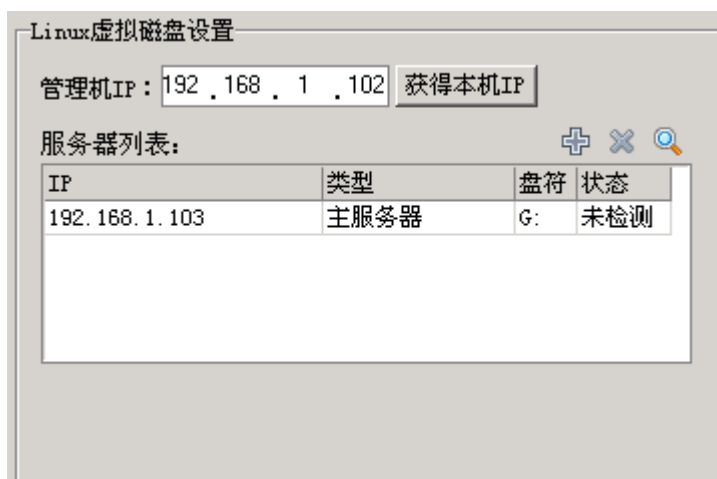 Linux虚拟磁盘设置
管理机IP：192 .168 . 1 .102 获得本机IP
服务器列表：
IP 类型 盘符 状态
192.168.1.103 主服务器 G: 未检测